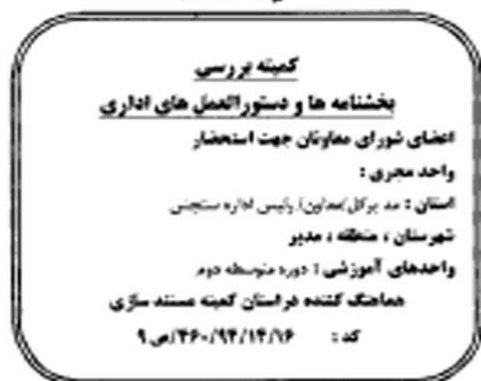 کمیته بررسی
بخشنامه ها و دستورالعمل های اداری
اعضای شورای معاونان جهت استحضار
واحد مجری :
استان : مدیرکل(معاون)، رئیس اداره سنجش
شهرستان ، منطقه ، مدیر
واحدهای آموزشی : دوره متوسطه دوم
هماهنگ کننده در استان کمیته مستند سازی
کد : ۴۶۰/۹۴/۱۴/۱۶/ص ۹